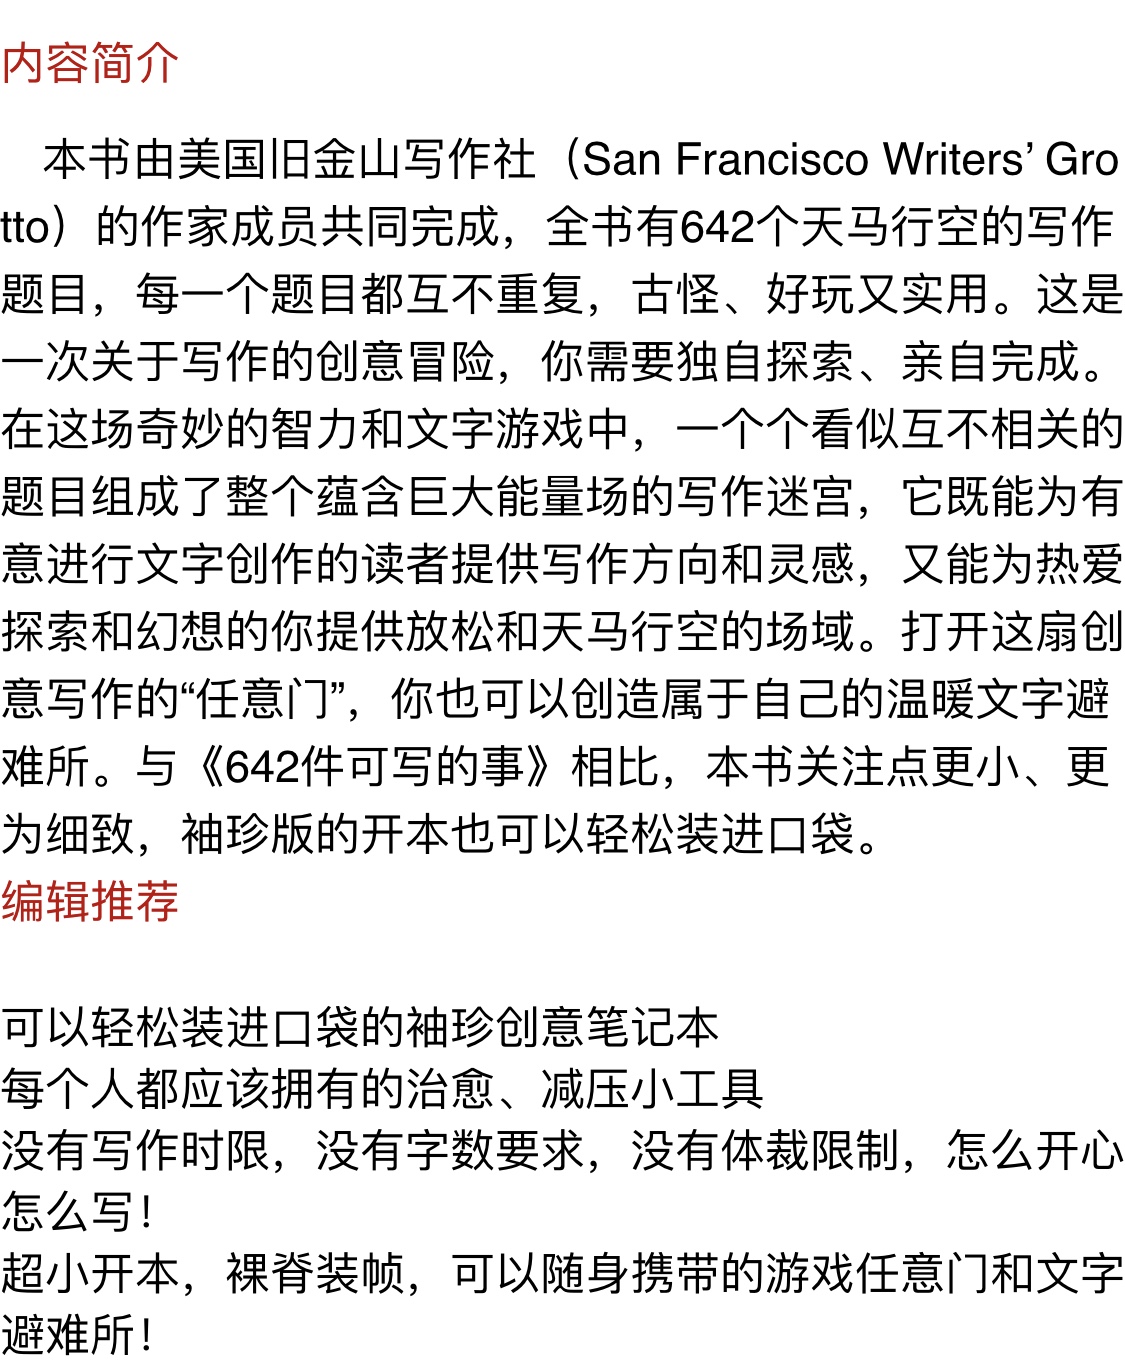 内容简介
本书由美国旧金山写作社（San Francisco Writers’ Gro
tto）的作家成员共同完成，全书有642个天马行空的写作
题目，每一个题目都互不重复，古怪、好玩又实用。这是
一次关于写作的创意冒险，你需要独自探索、亲自完成。
在这场奇妙的智力和文字游戏中，一个个看似互不相关的
题目组成了整个蕴含巨大能量场的写作迷宫，它既能为有
意进行文字创作的读者提供写作方向和灵感，又能为热爱
探索和幻想的你提供放松和天马行空的场域。打开这扇创
意写作的“任意门”，你也可以创造属于自己的温暖文字避
难所。与《642件可写的事》相比，本书关注点更小、更
为细致，袖珍版的开本也可以轻松装进口袋。
编辑推荐
可以轻松装进口袋的袖珍创意笔记本
每个人都应该拥有的治愈、减压小工具
没有写作时限，没有字数要求，没有体裁限制，怎么开心
怎么写！
超小开本，裸脊装帧，可以随身携带的游戏任意门和文字
避难所！